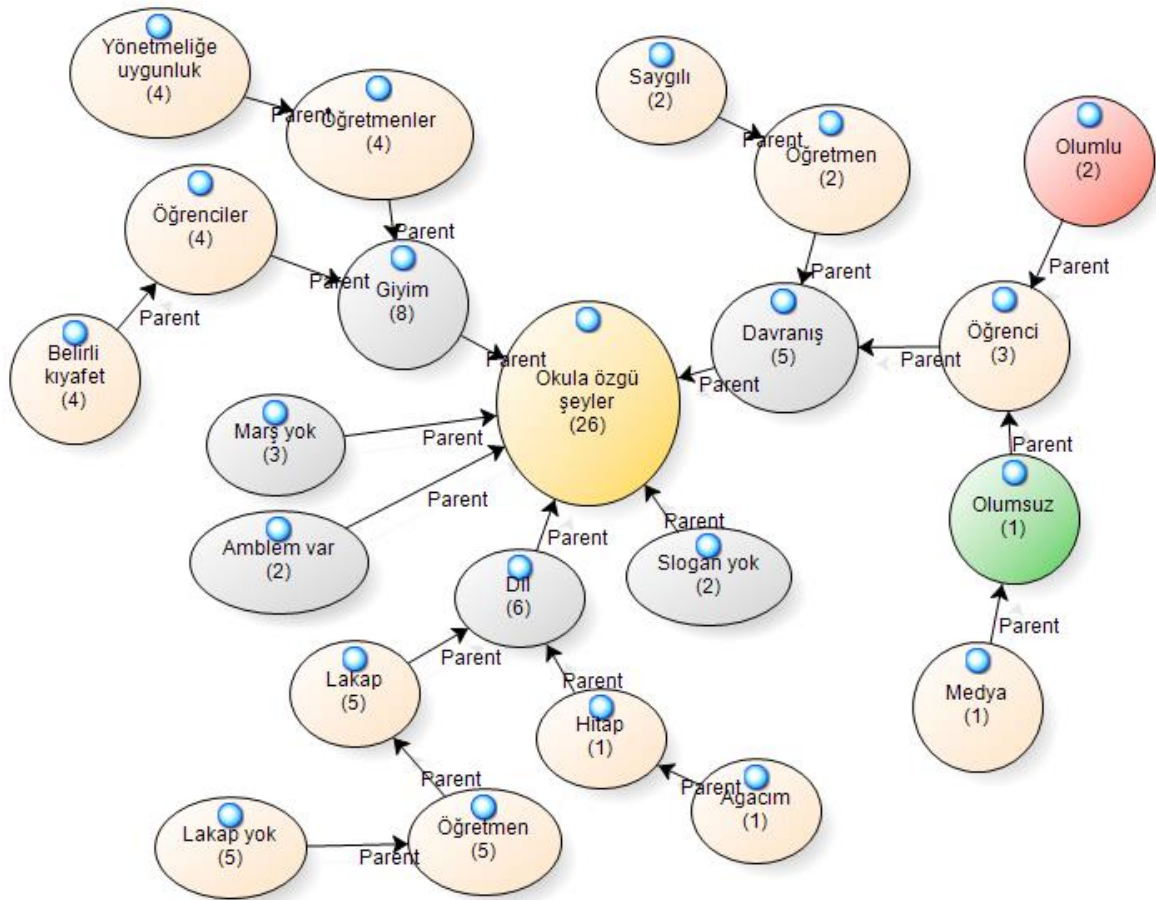 Yönetmeliğe
uygunluk
(4)
Parent
Öğretmenler
(4)
Parent
Öğrenciler
(4)
Parent
Belirli
kıyafet
(4)
Parent
Giyim
(8)
Parent
Saygılı
(2)
Parent
Öğretmen
(2)
Parent
Olumlu
(2)
Parent
Öğrenci
(3)
Parent
Davranış
(5)
Parent
Okula özgü
şeyler
(26)
Marş yok
(3)
Parent
Amblem var
(2)
Parent
Dil
(6)
Parent
Slogan yok
(2)
Parent
Olumsuz
(1)
Parent
Medya
(1)
Parent
Lakap
(5)
Parent
Hitap
(1)
Parent
Ağacım
(1)
Parent
Lakap yok
(5)
Parent
Öğretmen
(5)
Parent